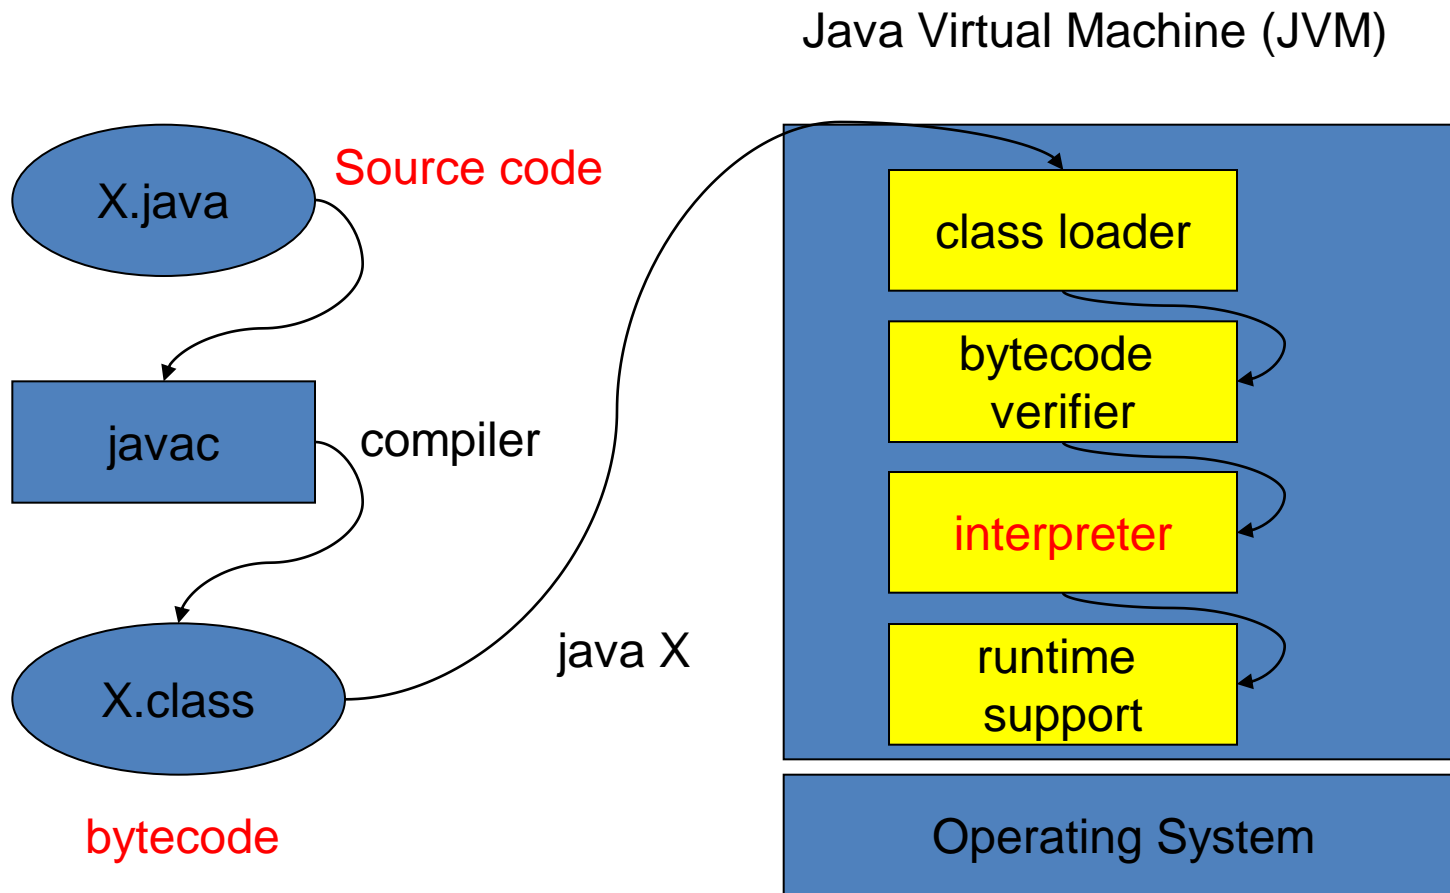 Java Virtual Machine (JVM)
X.java
Source code
javac
compiler
X.class
bytecode
java X
class loader
bytecode
verifier
interpreter
runtime
support
Operating System